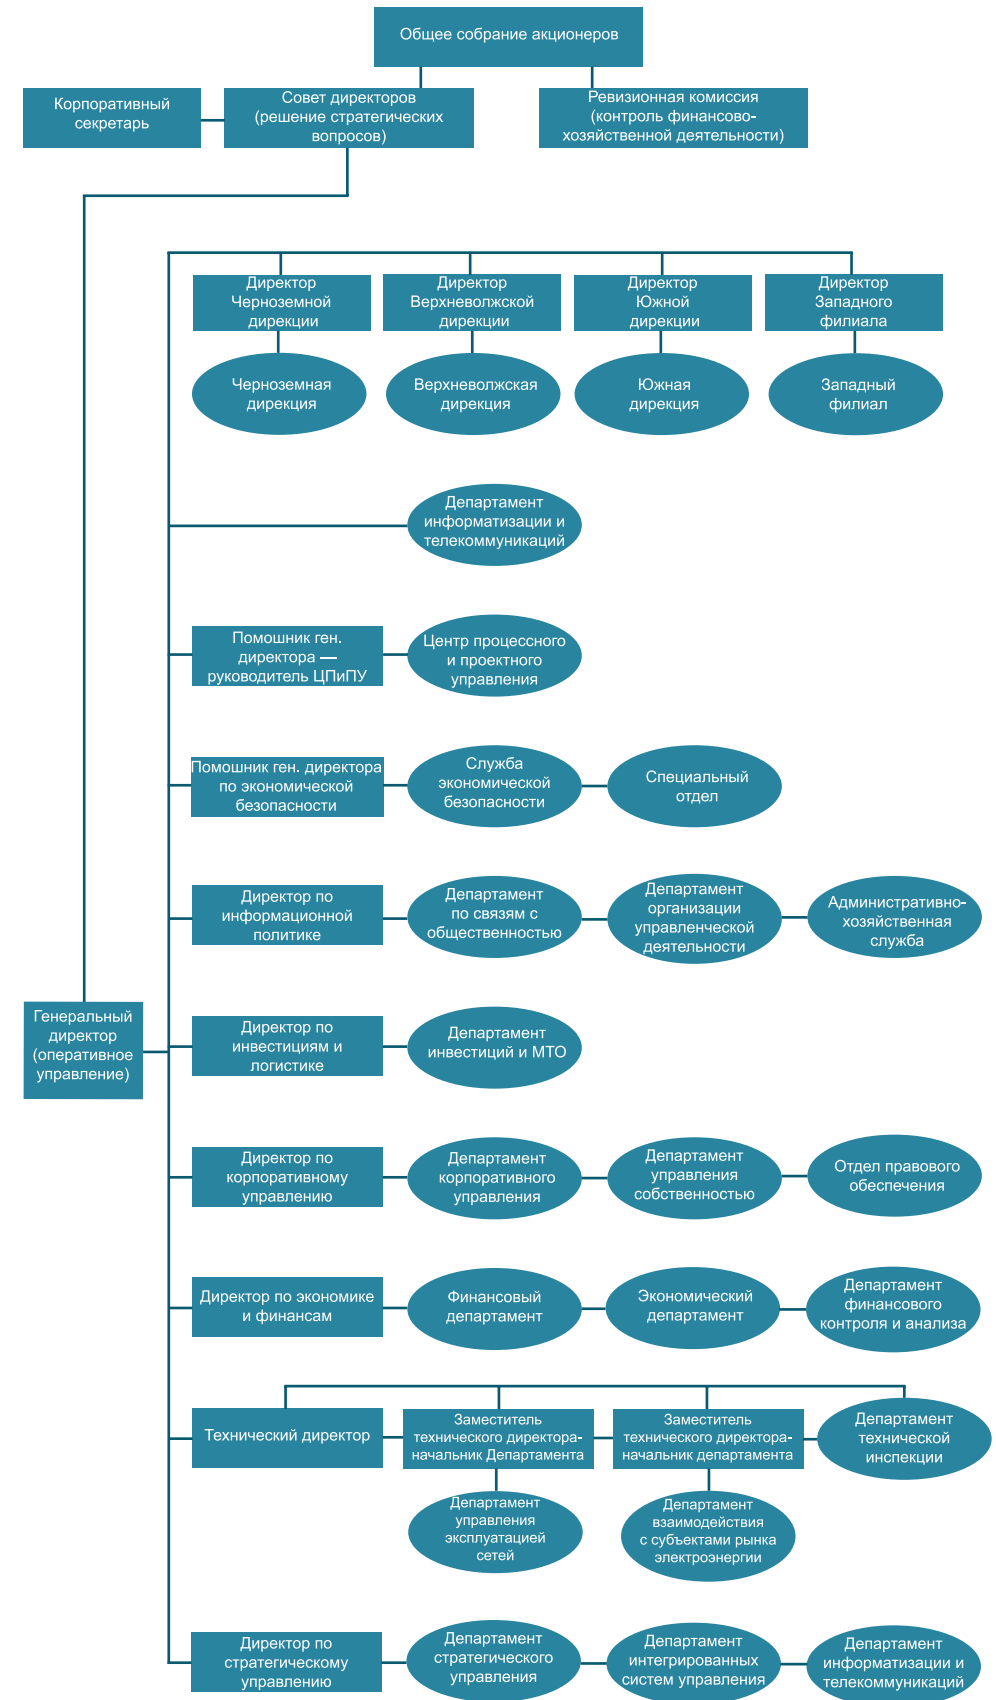 Общее собрание акционеров
Корпоративный
секретарь
Совет директоров
(решение стратегических
вопросов)
Ревизионная комиссия
(контроль финансово-
хозяйственной деятельности)
Директор
Черноземной
дирекции
Директор
Верхневолжской
дирекции
Директор
Южной
дирекции
Директор
Западного
филиала
Черноземная
дирекция
Верхневолжская
дирекция
Южная
дирекция
Западный
филиал
Департамент
информатизации и
телекоммуникаций
Помошник ген.
директора —
руководитель ЦПиПУ
Центр процессного
и проектного
управления
Помошник ген. директора
по экономической
безопасности
Служба
экономической
безопасности
Специальный
отдел
Директор по
информационной
политике
Департамент
по связям с
общественностью
Департамент
организации
управленческой
деятельности
Административно-
хозяйственная
служба
Генеральный
директор
(оперативное
управление)
Директор по
инвестициям и
логистике
Департамент
инвестиций и МТО
Директор по
корпоративному
управлению
Департамент
корпоративного
управления
Департамент
управления
собственностью
Отдел правового
обеспечения
Директор по экономике
и финансам
Финансовый
департамент
Экономический
департамент
Департамент
финансового
контроля и анализа
Технический директор
Заместитель
технического директора-
начальник Департамента
Заместитель
технического директора-
начальник департамента
Департамент
технической
инспекции
Департамент
управления
эксплуатацией
сетей
Департамент
взаимодействия
с субъектами рынка
электроэнергии
Директор по
стратегическому
управлению
Департамент
стратегического
управления
Департамент
интегрированных
систем управления
Департамент
информатизации и
телекоммуникаций